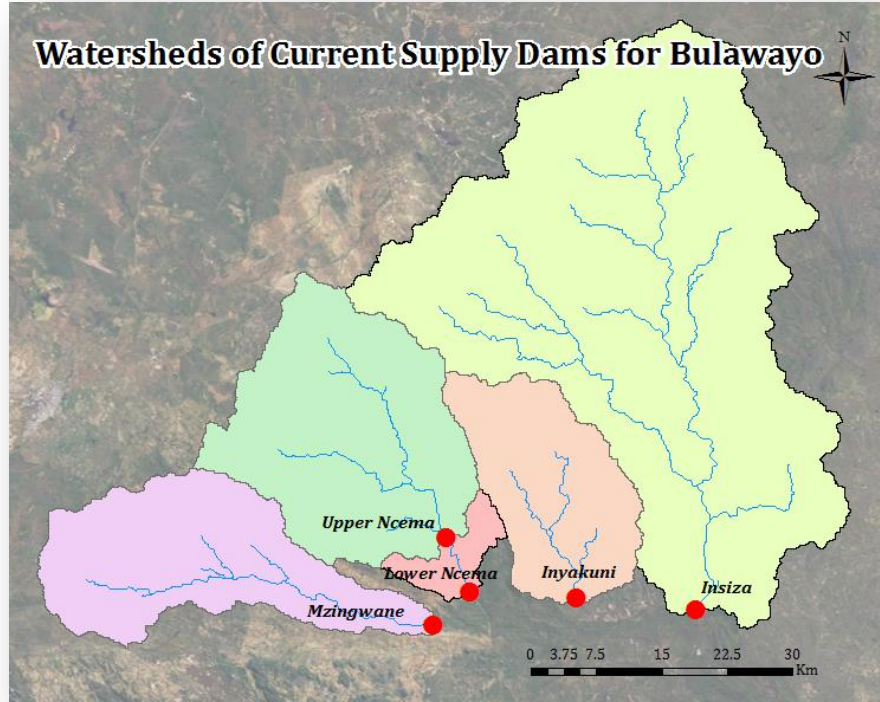 Watersheds of Current Supply Dams for Bulawayo
N
Upper Ncema
Lower Ncema
Inyakuni
Insiza
Mzingwane
0 3.75 7.5 15 22.5 30
Km